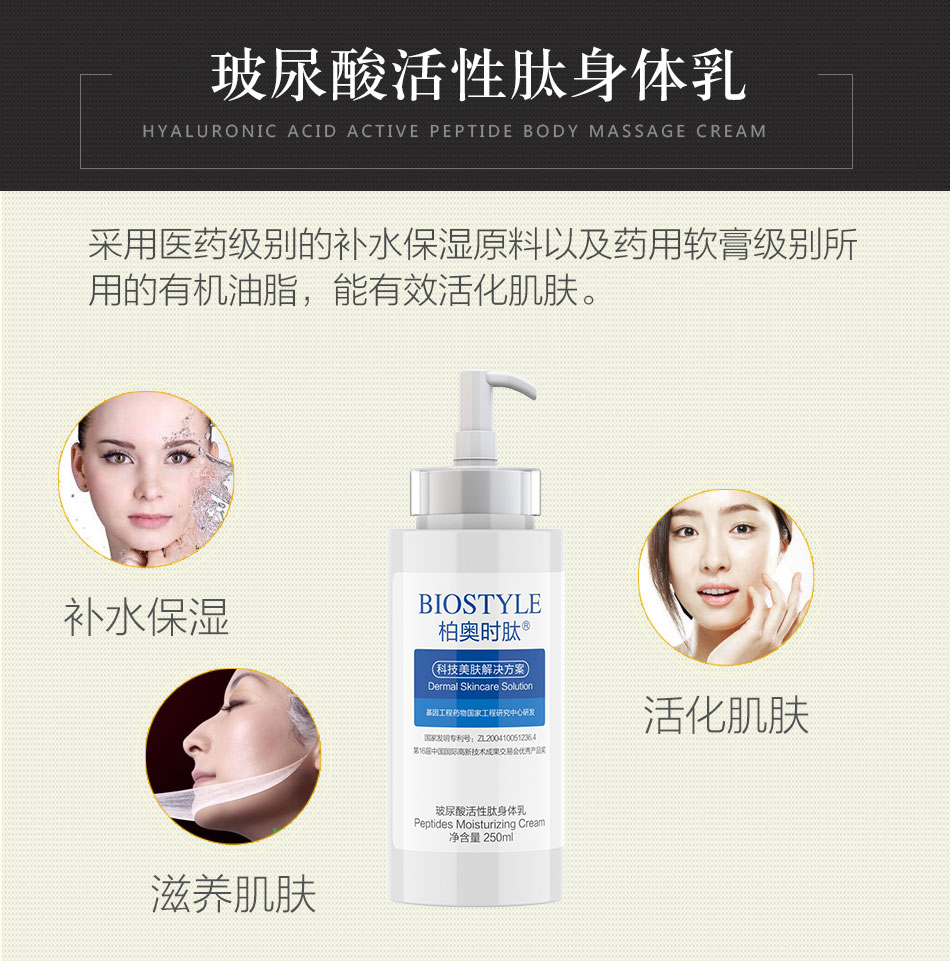 玻尿酸活性肽身体乳
HYALURONIC ACID ACTIVE PEPTIDE BODY MASSAGE CREAM
采用医药级别的补水保湿原料以及药用软膏级别所
用的有机油脂，能有效活化肌肤。
补水保湿
活化肌肤
滋养肌肤
BIOSTYLE
柏奥时肽®
科技美肤解决方案
Dermal Skincare Solution
基因工程药物国家工程研究中心研发
国家发明专利号：ZL200410051236.4
第16届中国国际高新技术成果交易会优秀产品奖
玻尿酸活性肽身体乳
Peptides Moisturizing Cream
净含量 250ml